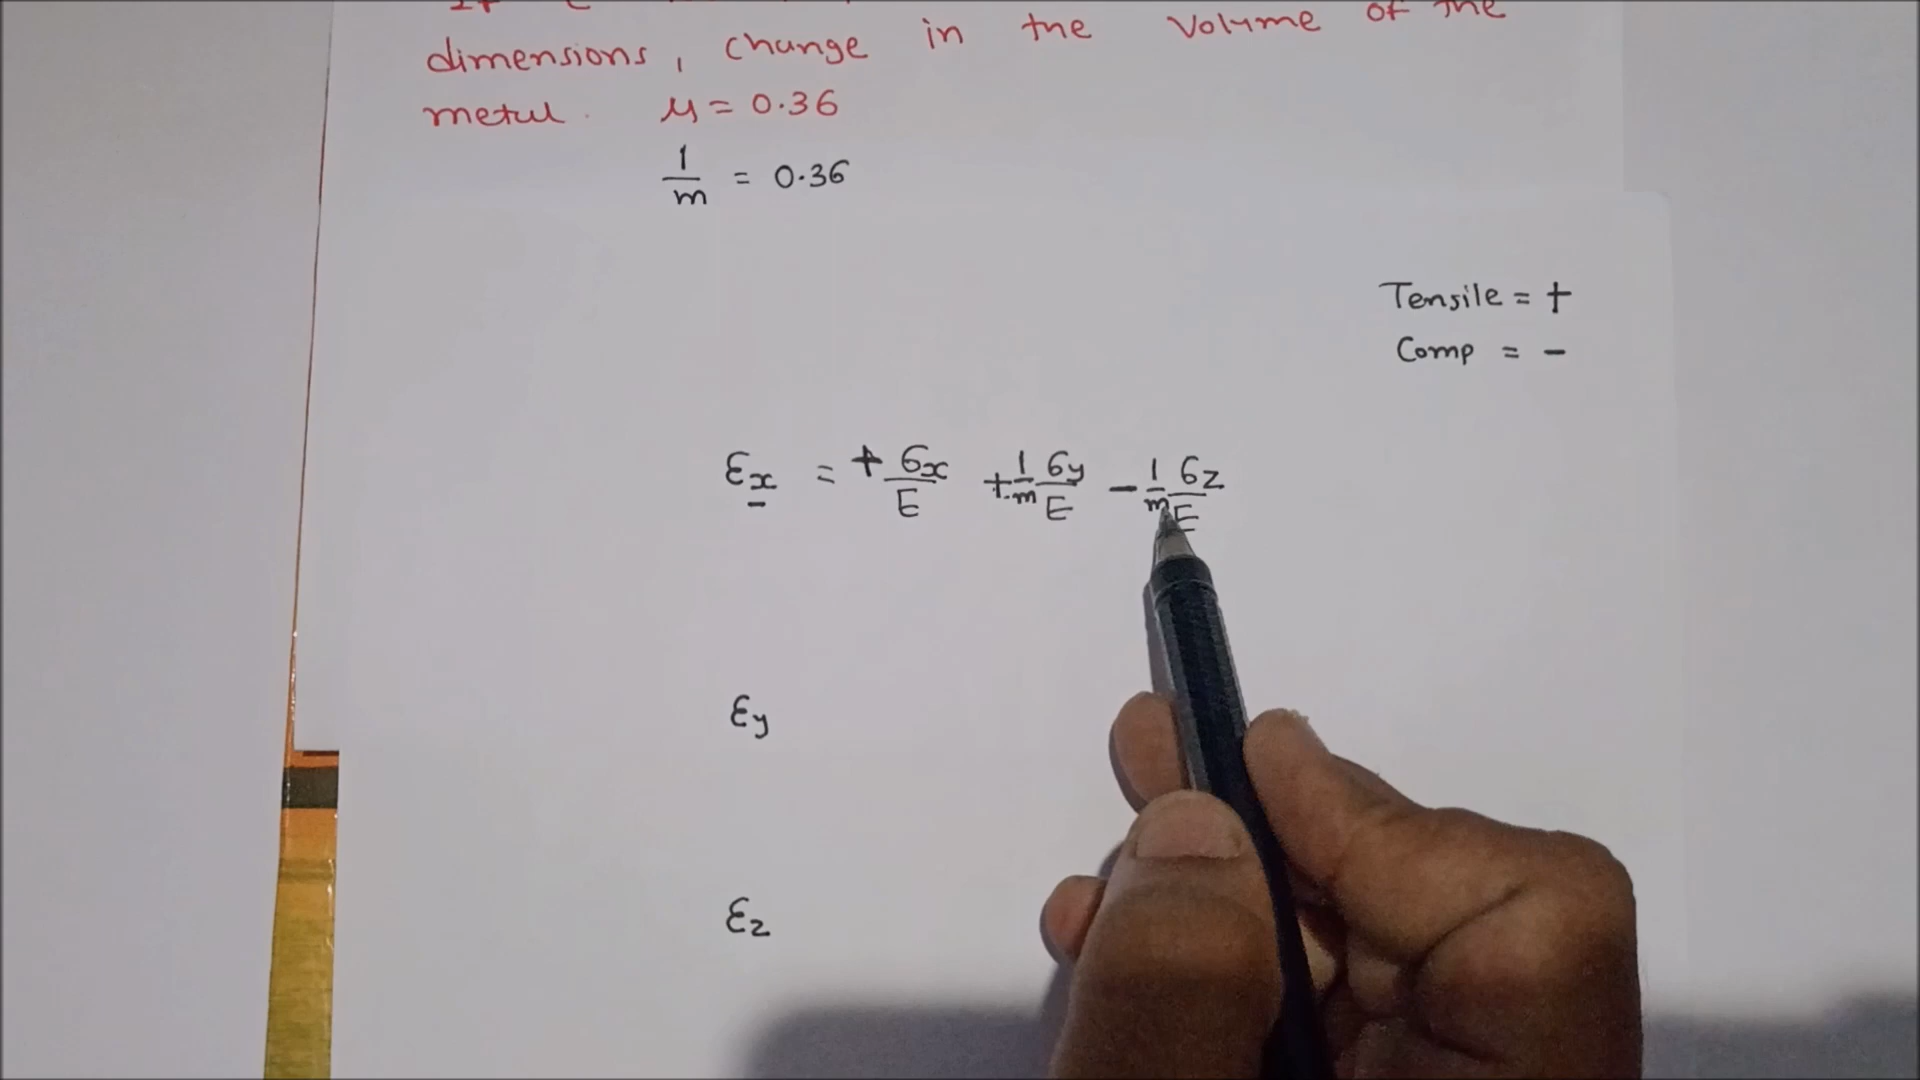 of the
dimensions, change in the Volume
metal. μ = 0.36
1/m = 0.36
Tensile = +
Comp = -
εx = + σx/E + 1/m σy/E - 1/m σz/E
εy
εz